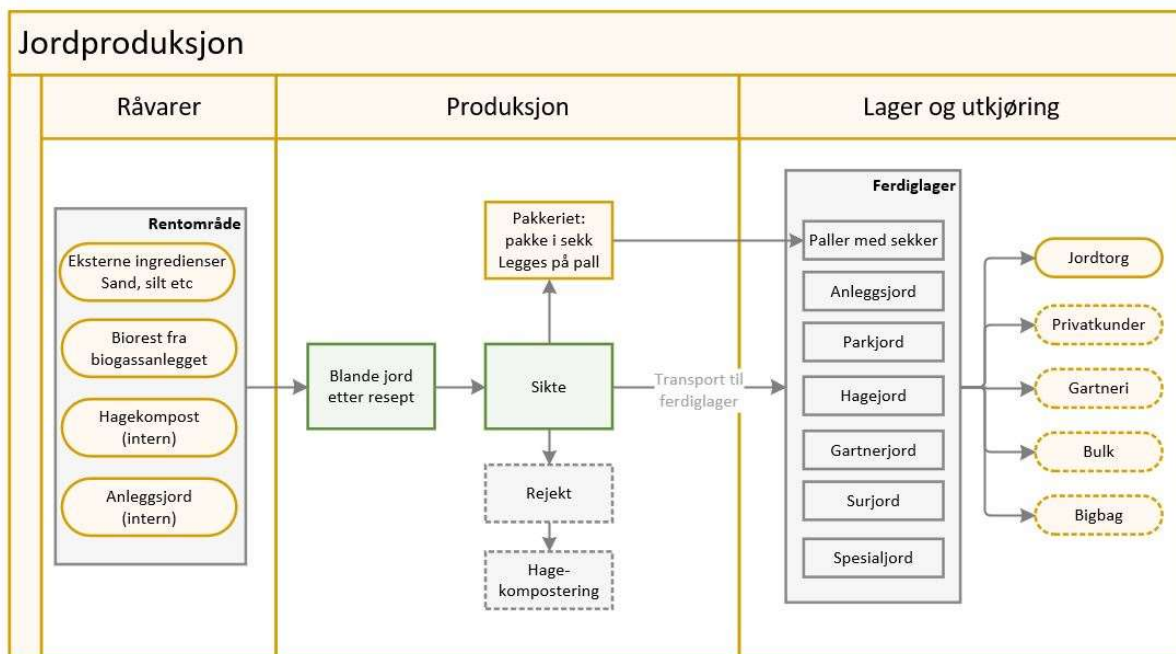 Jordproduksjon
Råvarer
Produksjon
Lager og utkjøring
Rentområde
Eksterne ingredienser
Sand, silt etc
Biorest fra
biogassanlegget
Hagekompost
(intern)
Anleggsjord
(intern)
Blande jord
etter resept
Pakkeriet:
pakke i sekk
Legges på pall
Sikte
Rejekt
Hage-
kompostering
Transport til
ferdiglager
Ferdiglager
Paller med sekker
Anleggsjord
Parkjord
Hagejord
Gartnerjord
Surjord
Spesialjord
Jordtorg
Privatkunder
Gartneri
Bulk
Bigbag